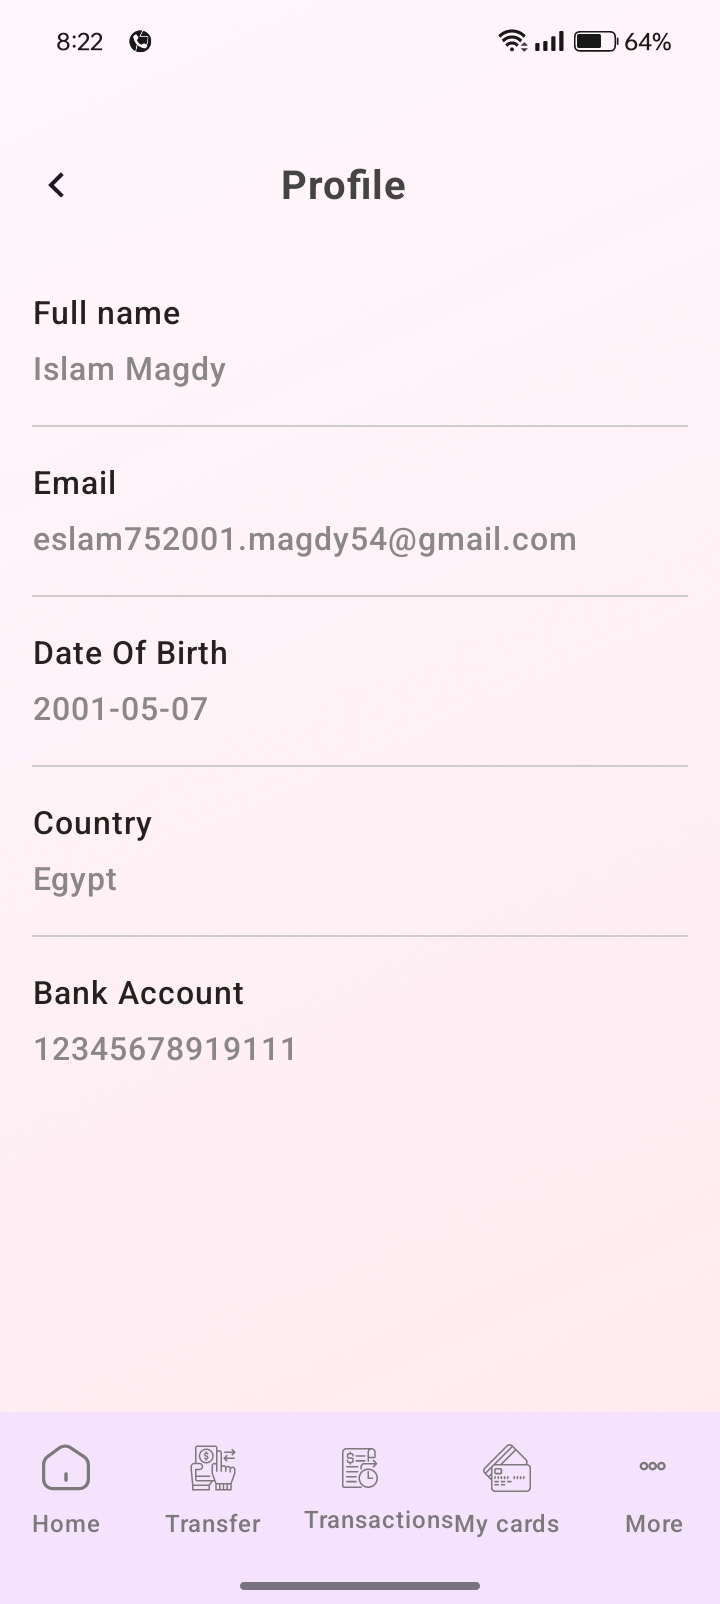 8:22 64%
Profile
Full name
Islam Magdy
Email
eslam752001.magdy54@gmail.com
Date Of Birth
2001-05-07
Country
Egypt
Bank Account
12345678919111
Home Transfer Transactions My cards More